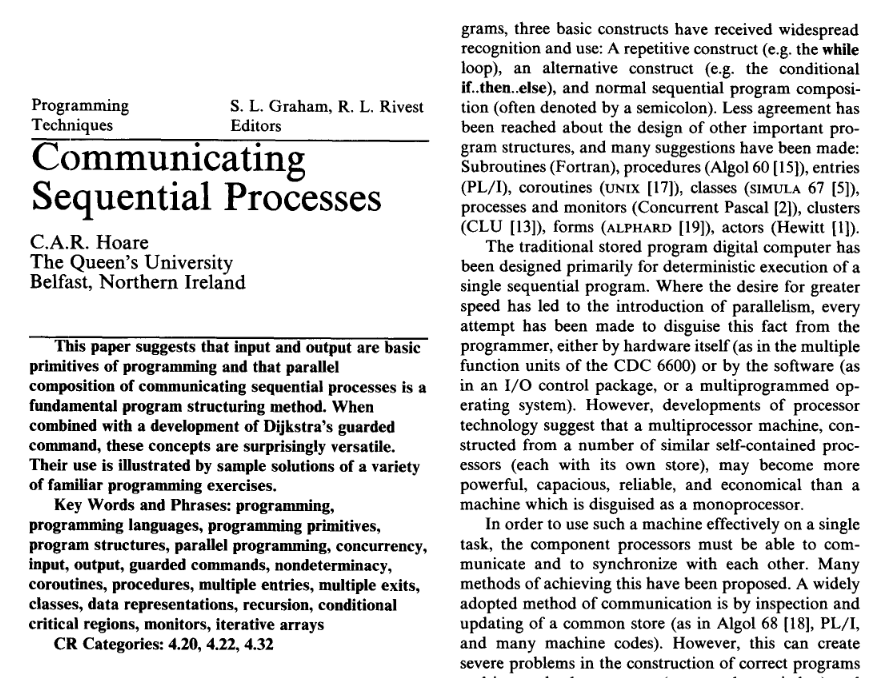 Programming
Techniques
S. L. Graham, R. L. Rivest
Editors
Communicating
Sequential Processes
C.A.R. Hoare
The Queen's University
Belfast, Northern Ireland
This paper suggests that input and output are basic
primitives of programming and that parallel
composition of communicating sequential processes is a
fundamental program structuring method. When
combined with a development of Dijkstra's guarded
command, these concepts are surprisingly versatile.
Their use is illustrated by sample solutions of a variety
of familiar programming exercises.
Key Words and Phrases: programming,
programming languages, programming primitives,
program structures, parallel programming, concurrency,
input, output, guarded commands, nondeterminacy,
coroutines, procedures, multiple entries, multiple exits,
classes, data representations, recursion, conditional
critical regions, monitors, iterative arrays
CR Categories: 4.20, 4.22, 4.32
grams, three basic constructs have received widespread
recognition and use: A repetitive construct (e.g. the while
loop), an alternative construct (e.g. the conditional
if..then..else), and normal sequential program composi-
tion (often denoted by a semicolon). Less agreement has
been reached about the design of other important pro-
gram structures, and many suggestions have been made:
Subroutines (Fortran), procedures (Algol 60 [15]), entries
(PL/I), coroutines (UNIX [17]), classes (SIMULA 67 [5]),
processes and monitors (Concurrent Pascal [2]), clusters
(CLU [13]), forms (ALPHARD [19]), actors (Hewitt [1]).
The traditional stored program digital computer has
been designed primarily for deterministic execution of a
single sequential program. Where the desire for greater
speed has led to the introduction of parallelism, every
attempt has been made to disguise this fact from the
programmer, either by hardware itself (as in the multiple
function units of the CDC 6600) or by the software (as
in an I/O control package, or a multiprogrammed op-
erating system). However, developments of processor
technology suggest that a multiprocessor machine, con-
structed from a number of similar self-contained proc-
essors (each with its own store), may become more
powerful, capacious, reliable, and economical than a
machine which is disguised as a monoprocessor.
In order to use such a machine effectively on a single
task, the component processors must be able to com-
municate and to synchronize with each other. Many
methods of achieving this have been proposed. A widely
adopted method of communication is by inspection and
updating of a common store (as in Algol 68 [18], PL/I,
and many machine codes). However, this can create
severe problems in the construction of correct programs